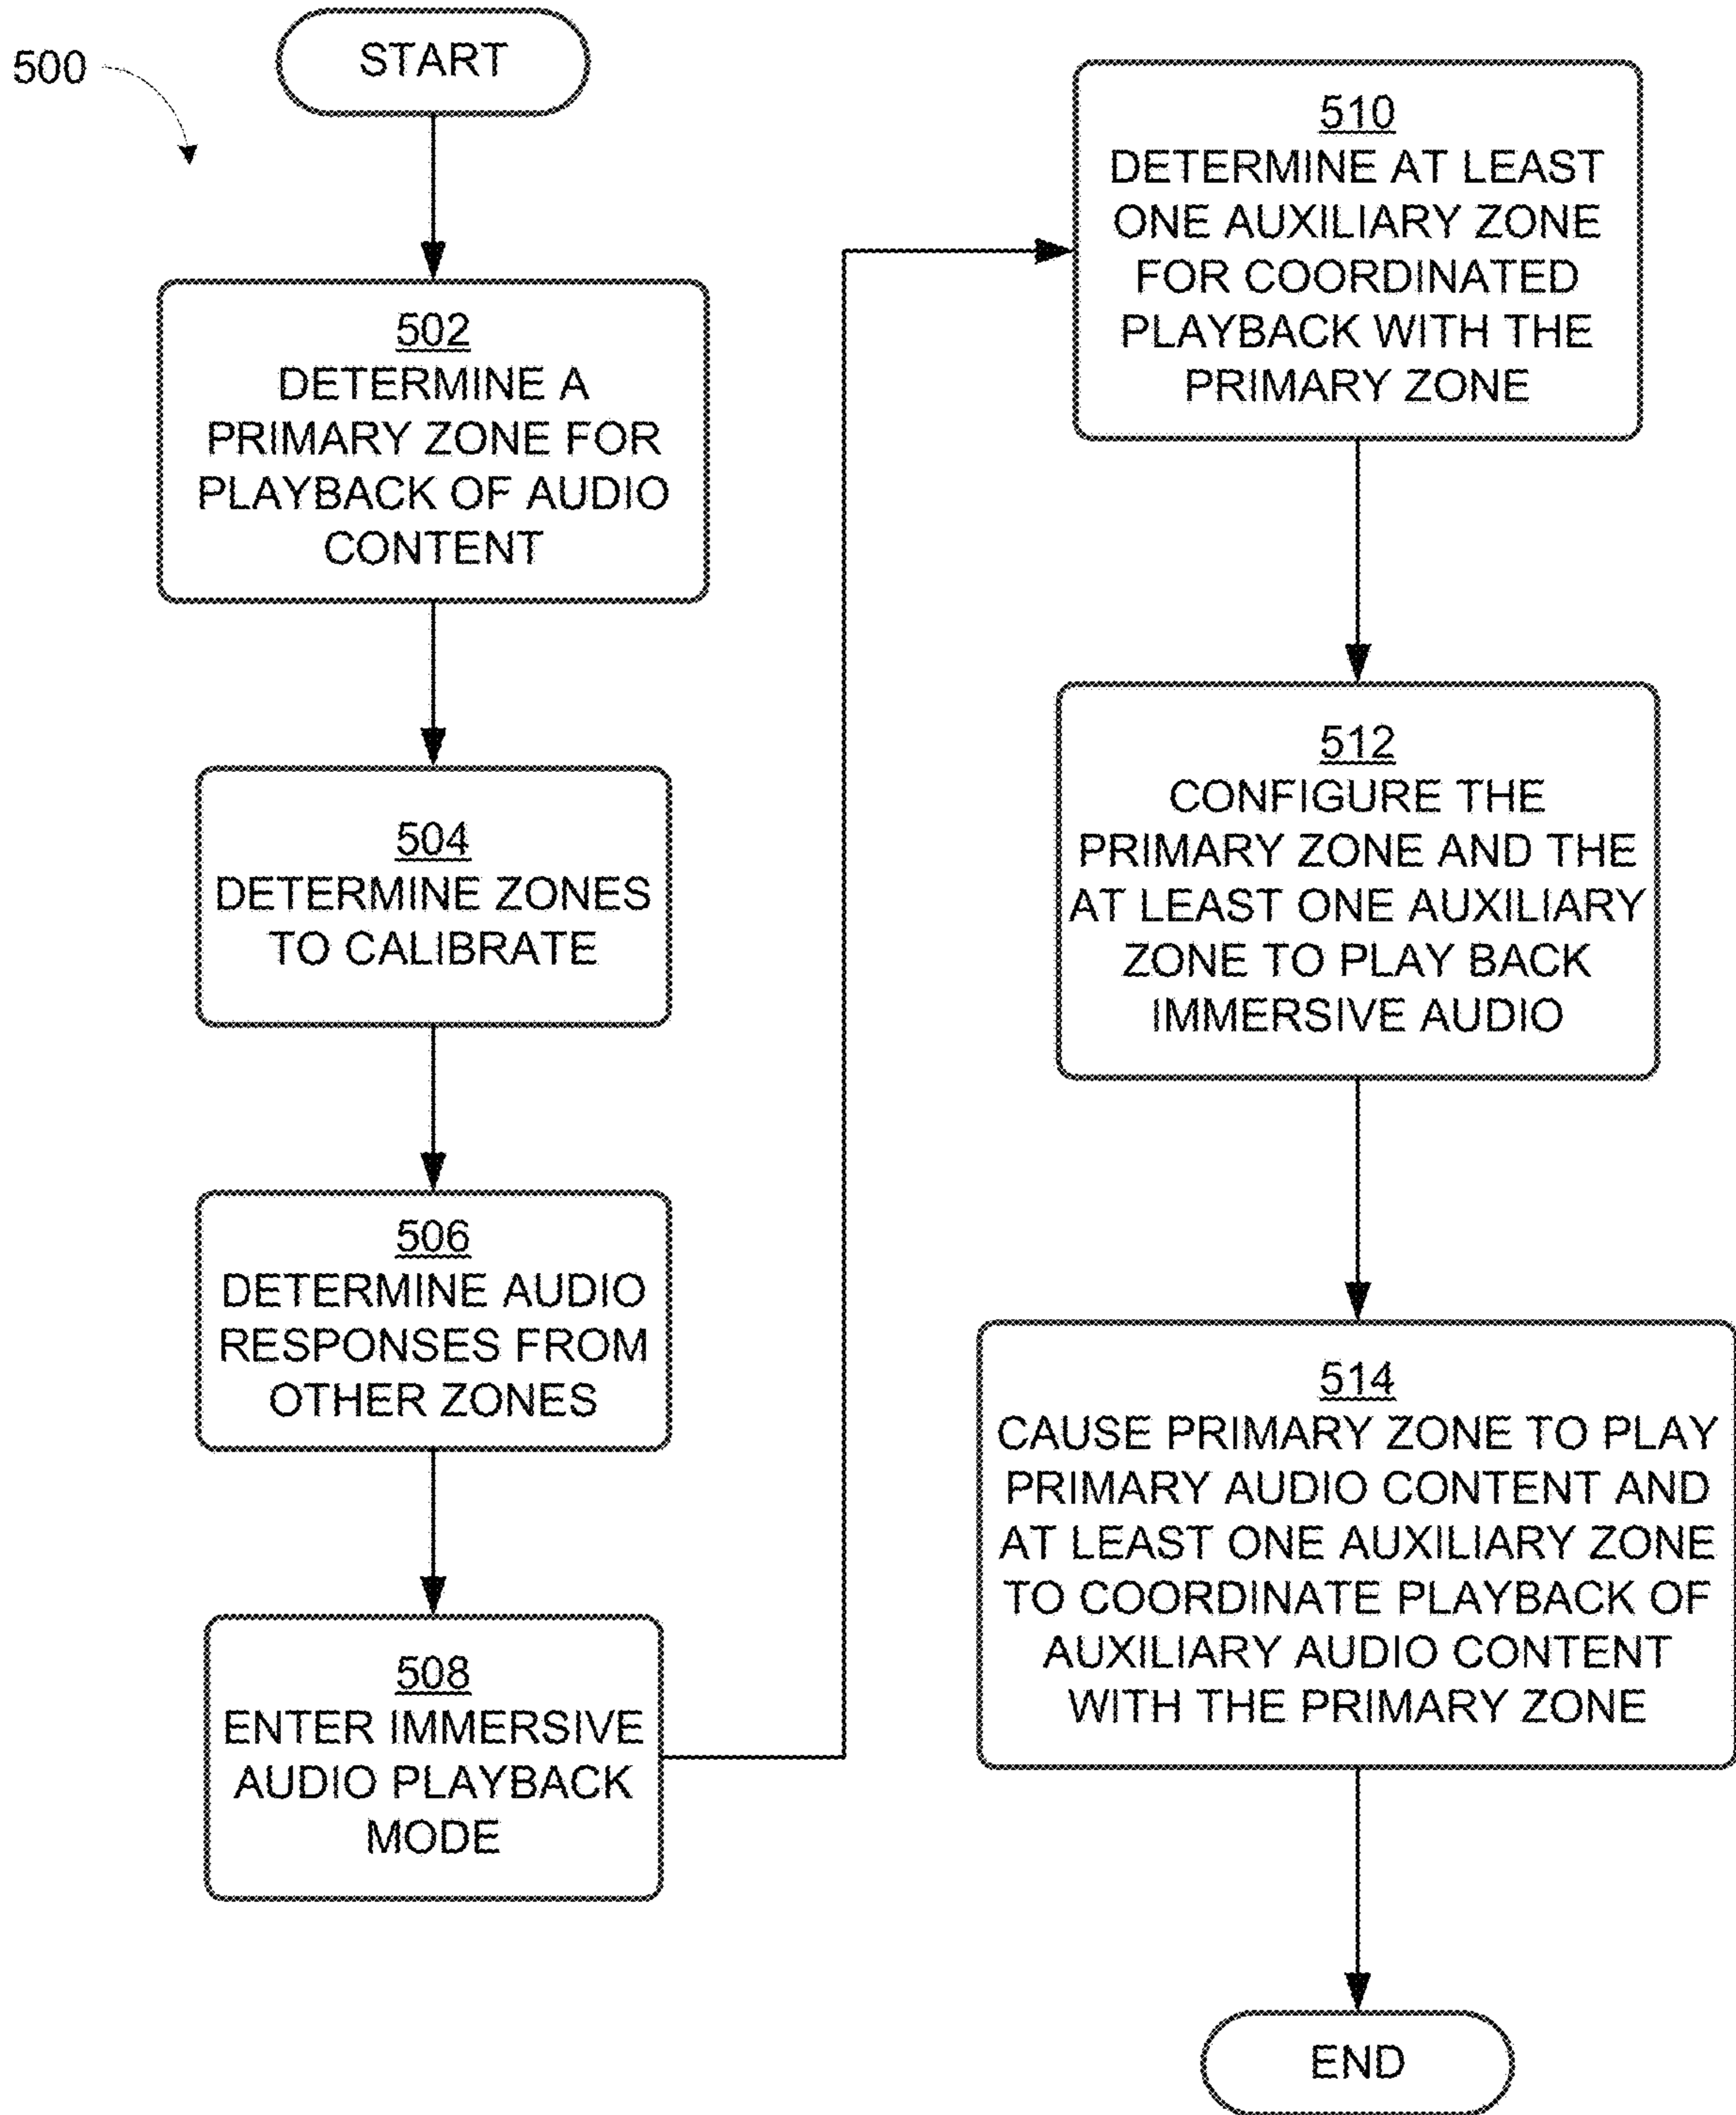 500
START
502
DETERMINE A
PRIMARY ZONE FOR
PLAYBACK OF AUDIO
CONTENT
504
DETERMINE ZONES
TO CALIBRATE
506
DETERMINE AUDIO
RESPONSES FROM
OTHER ZONES
508
ENTER IMMERSIVE
AUDIO PLAYBACK
MODE
510
DETERMINE AT LEAST
ONE AUXILIARY ZONE
FOR COORDINATED
PLAYBACK WITH THE
PRIMARY ZONE
512
CONFIGURE THE
PRIMARY ZONE AND THE
AT LEAST ONE AUXILIARY
ZONE TO PLAY BACK
IMMERSIVE AUDIO
514
CAUSE PRIMARY ZONE TO PLAY
PRIMARY AUDIO CONTENT AND
AT LEAST ONE AUXILIARY ZONE
TO COORDINATE PLAYBACK OF
AUXILIARY AUDIO CONTENT
WITH THE PRIMARY ZONE
END